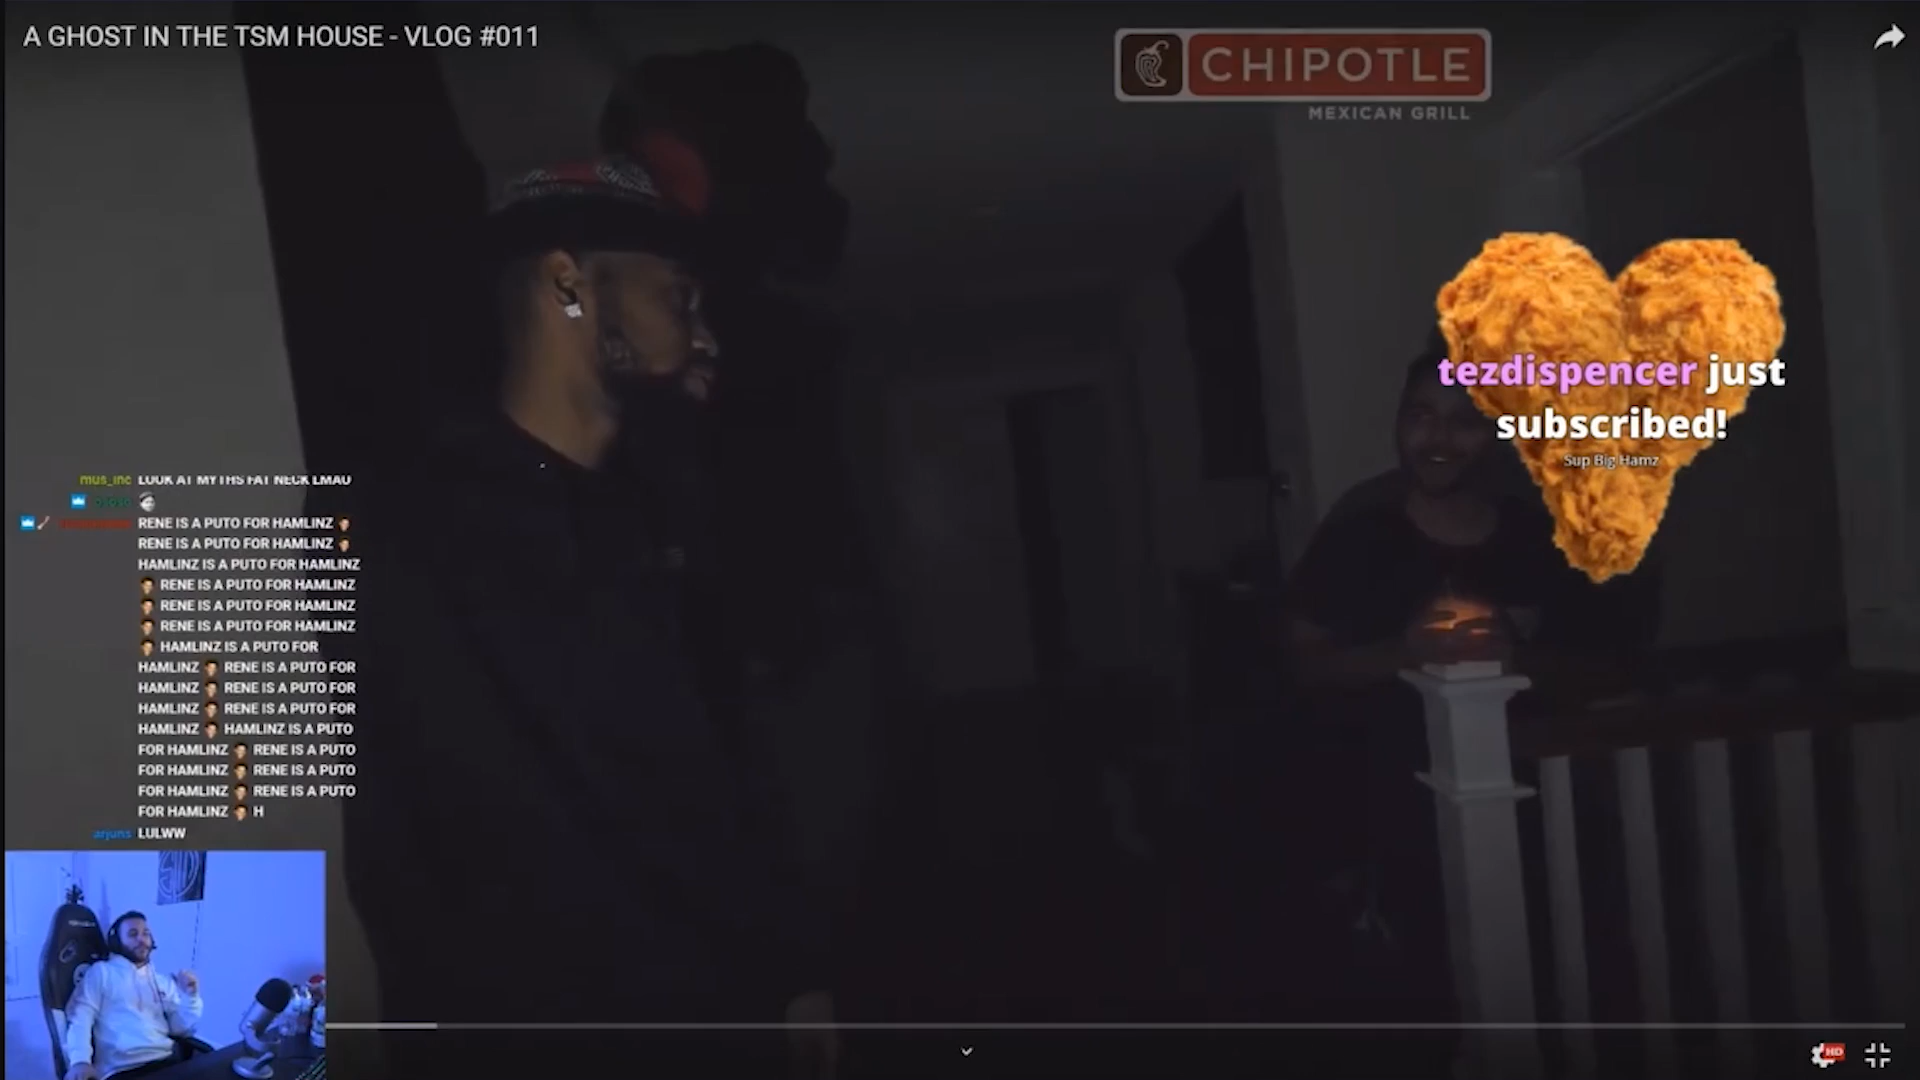 A GHOST IN THE TSM HOUSE - VLOG #011
CHIPOTLE
MEXICAN GRILL
tezdispencer just
subscribed!
Sup Big Hamz
mus_inc LOOK AT MYTHS FAT NECK LMAO
RENE IS A PUTO FOR HAMLINZ
RENE IS A PUTO FOR HAMLINZ
HAMLINZ IS A PUTO FOR HAMLINZ
RENE IS A PUTO FOR HAMLINZ
RENE IS A PUTO FOR HAMLINZ
RENE IS A PUTO FOR HAMLINZ
HAMLINZ IS A PUTO FOR
HAMLINZ RENE IS A PUTO FOR
HAMLINZ RENE IS A PUTO FOR
HAMLINZ RENE IS A PUTO FOR
HAMLINZ HAMLINZ IS A PUTO
FOR HAMLINZ RENE IS A PUTO
FOR HAMLINZ RENE IS A PUTO
FOR HAMLINZ RENE IS A PUTO
FOR HAMLINZ H
arjuns LULWW
TSM
HD